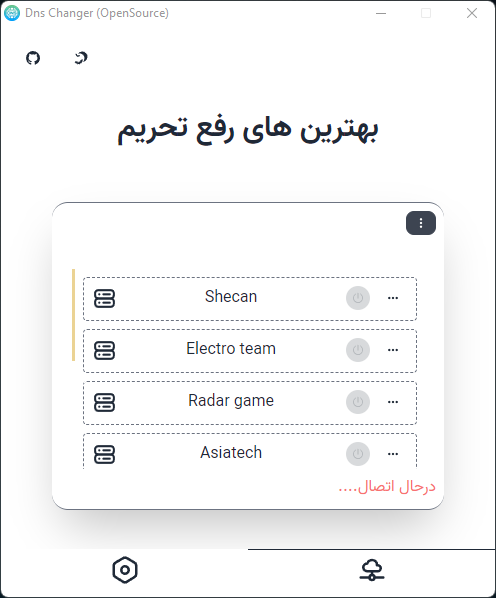 Dns Changer (OpenSource)
بهترین های رفع تحریم
Shecan
Electro team
Radar game
Asiatech
درحال اتصال....